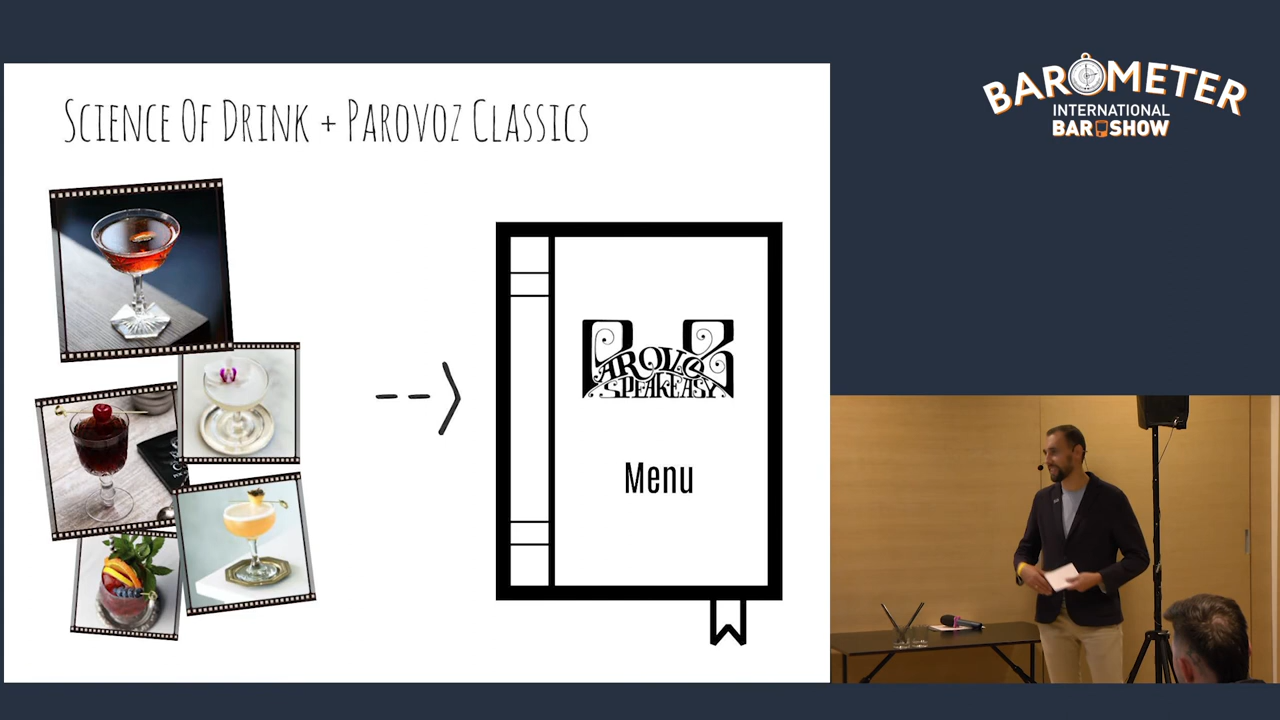 Science Of Drink + Parovoz Classics
PAROVOZ
SPEAKEASY
Menu
BAROMETER
INTERNATIONAL
BAR SHOW